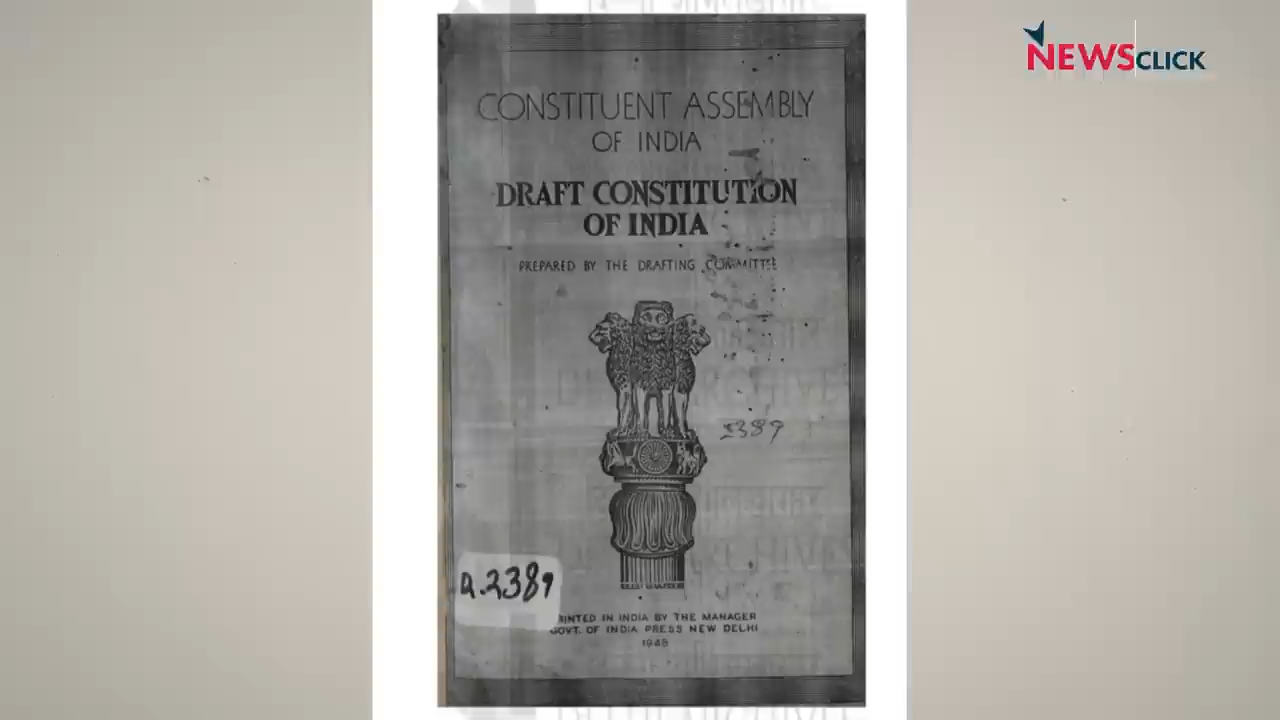 NEWSCLICK
CONSTITUENT ASSEMBLY
OF INDIA
DRAFT CONSTITUTION
OF INDIA
PREPARED BY THE DRAFTING COMMITTEE
2389
PRINTED IN INDIA BY THE MANAGER
GOVT. OF INDIA PRESS NEW DELHI
1948